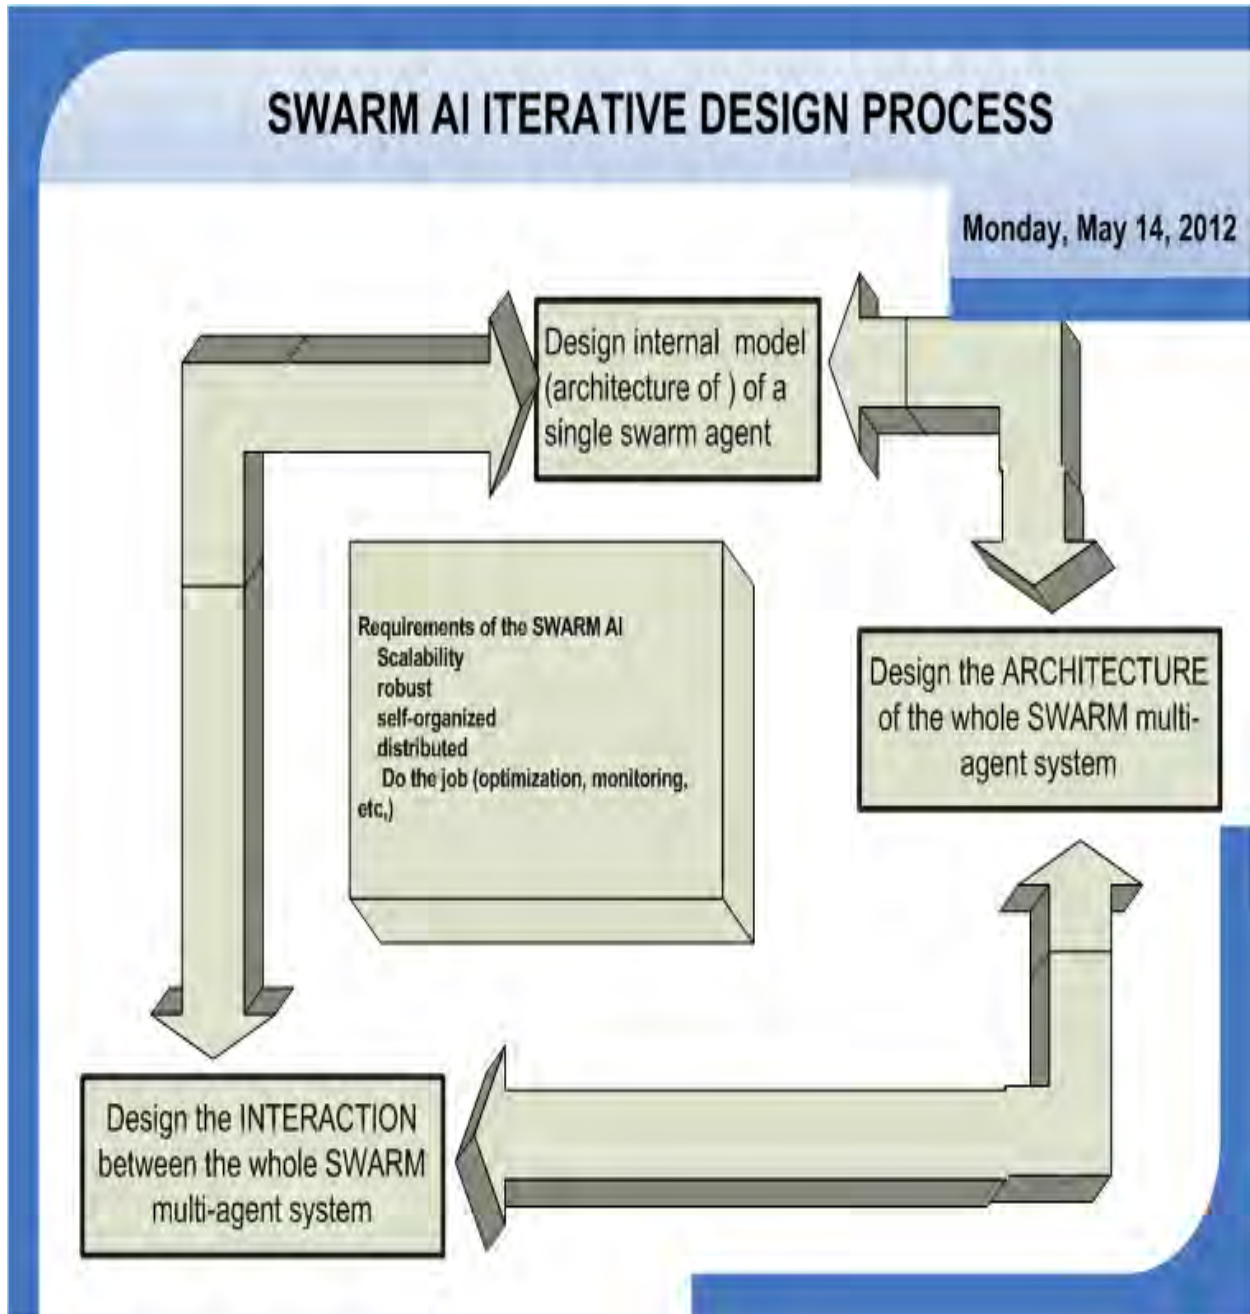 SWARM AI ITERATIVE DESIGN PROCESS
Monday, May 14, 2012
Design internal model
(architecture of ) of a
single swarm agent
Requirements of the SWARM AI
Scalability
robust
self-organized
distributed
Do the job (optimization, monitoring,
etc,)
Design the ARCHITECTURE
of the whole SWARM multi-
agent system
Design the INTERACTION
between the whole SWARM
multi-agent system